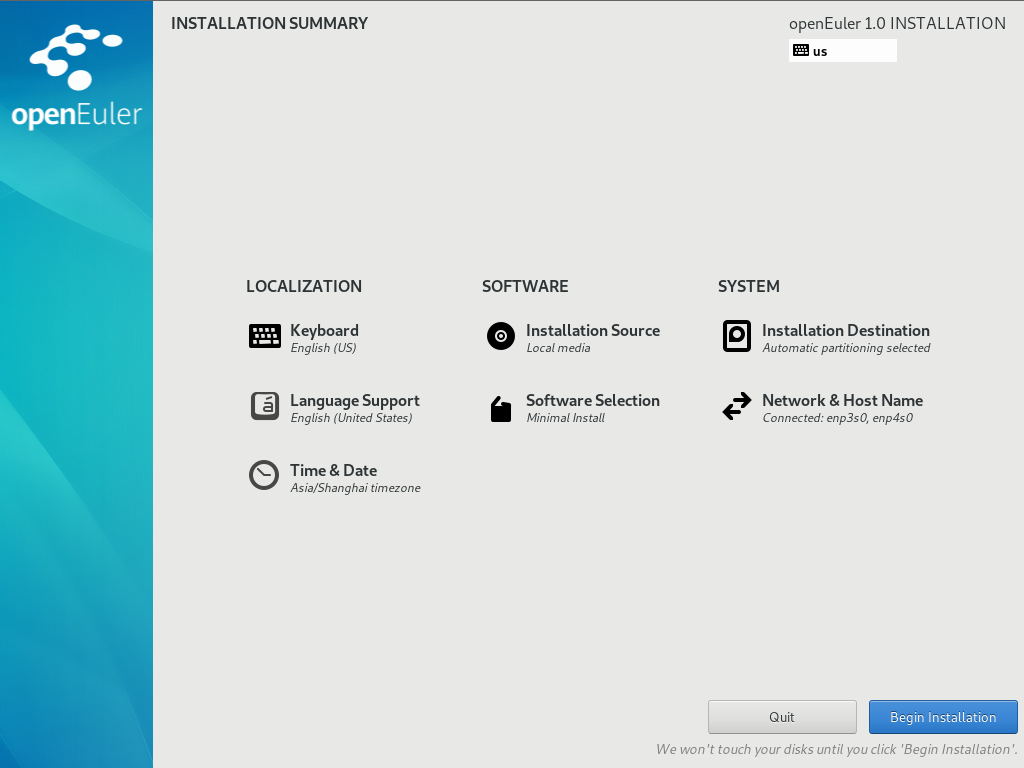 openEuler
INSTALLATION SUMMARY
openEuler 1.0 INSTALLATION
us
LOCALIZATION
Keyboard
English (US)
Language Support
English (United States)
Time & Date
Asia/Shanghai timezone
SOFTWARE
Installation Source
Local media
Software Selection
Minimal Install
SYSTEM
Installation Destination
Automatic partitioning selected
Network & Host Name
Connected: enp3s0, enp4s0
Quit
Begin Installation
We won't touch your disks until you click 'Begin Installation'.